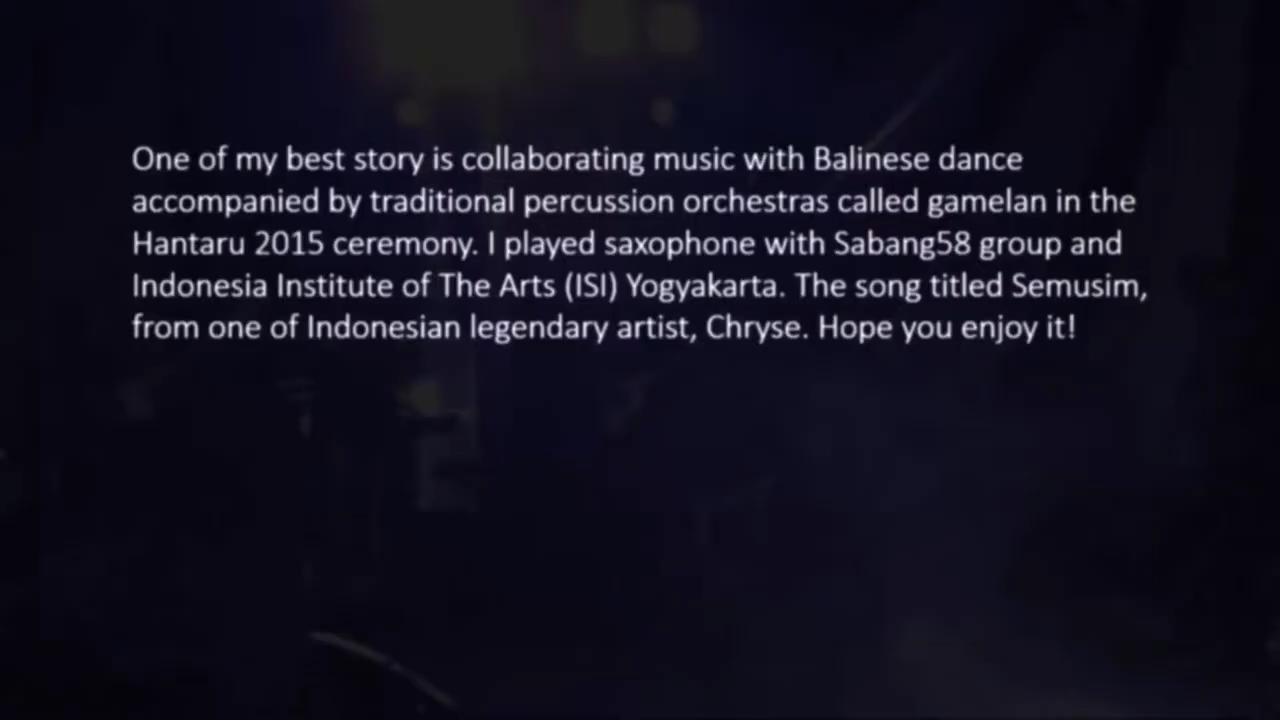 One of my best story is collaborating music with Balinese dance
accompanied by traditional percussion orchestras called gamelan in the
Hantaru 2015 ceremony. I played saxophone with Sabang58 group and
Indonesia Institute of The Arts (ISI) Yogyakarta. The song titled Semusim,
from one of Indonesian legendary artist, Chryse. Hope you enjoy it!